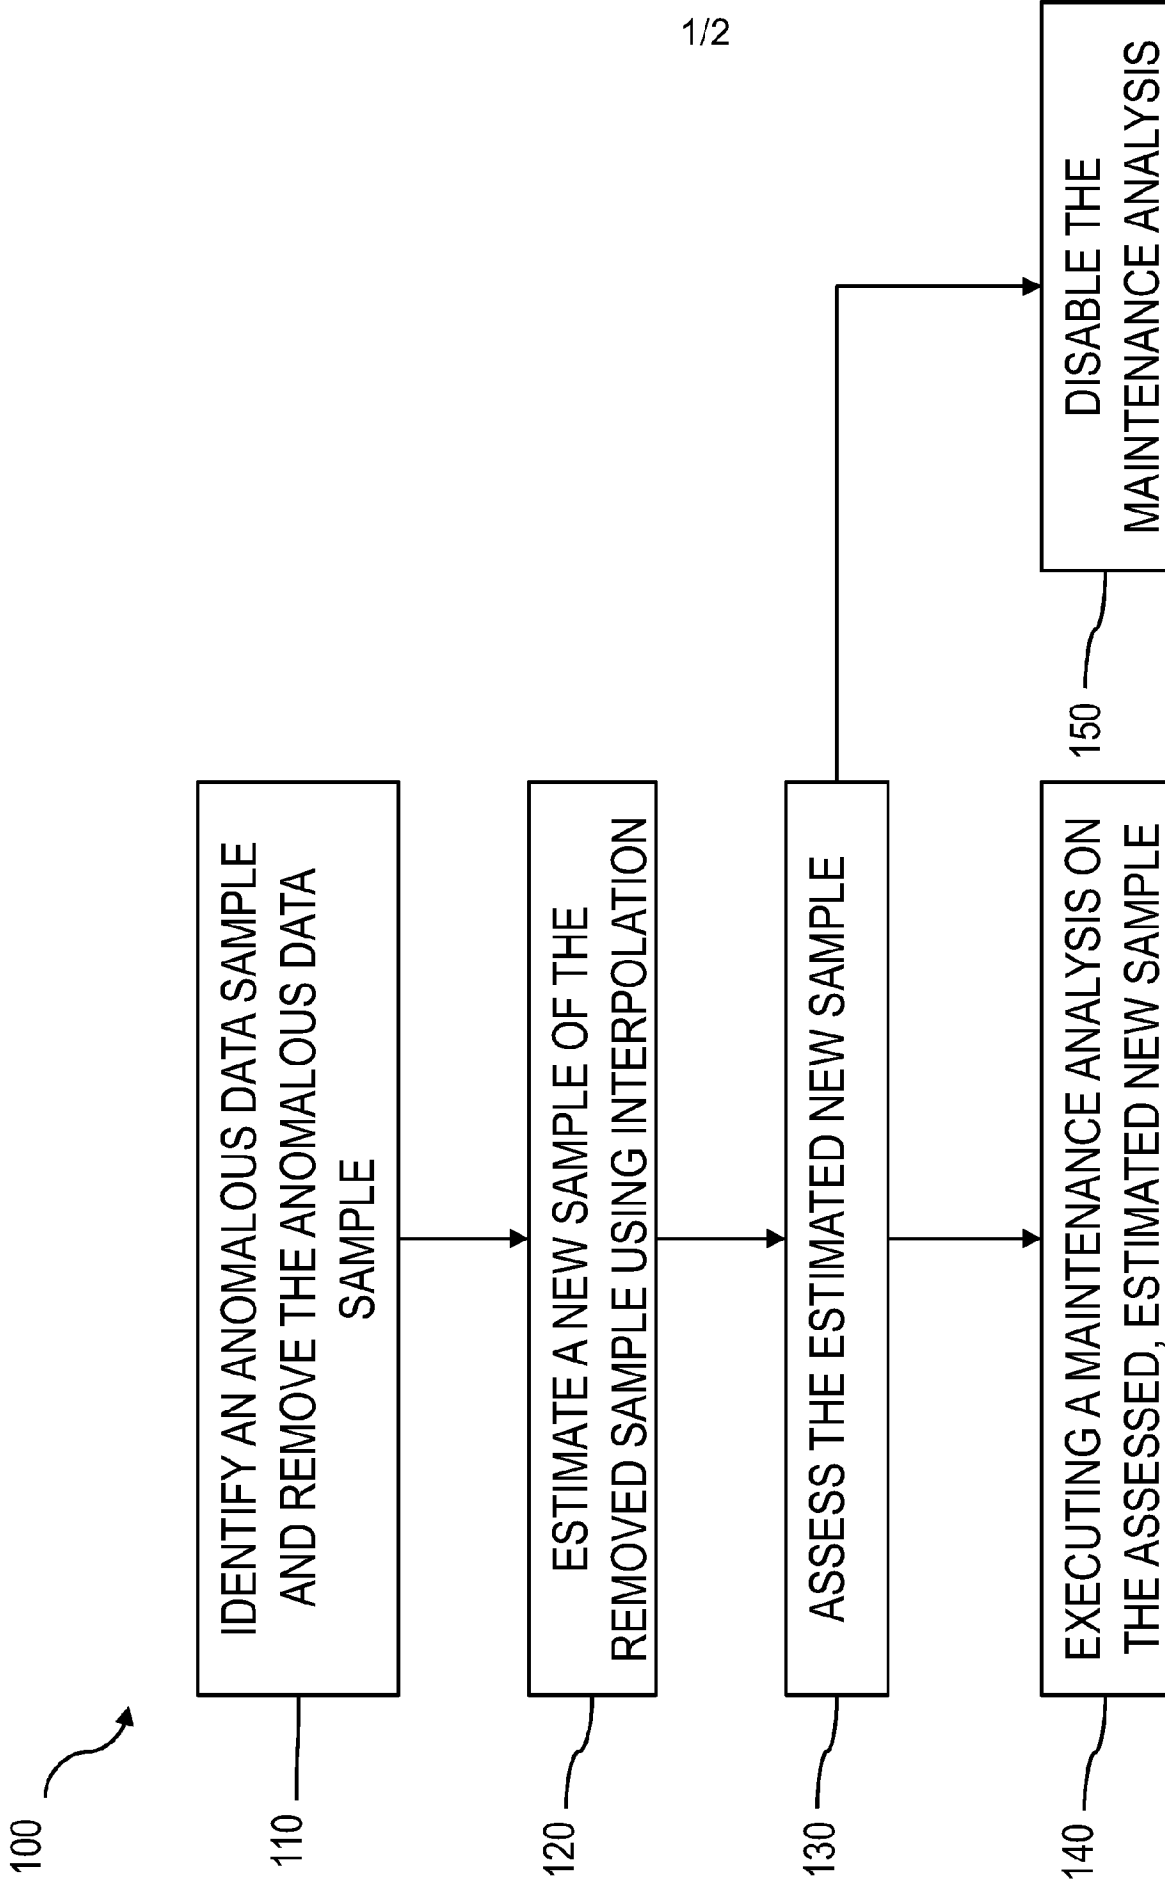 1/2
100
110
IDENTIFY AN ANOMALOUS DATA SAMPLE
AND REMOVE THE ANOMALOUS DATA
SAMPLE
120
ESTIMATE A NEW SAMPLE OF THE
REMOVED SAMPLE USING INTERPOLATION
130
ASSESS THE ESTIMATED NEW SAMPLE
140
EXECUTING A MAINTENANCE ANALYSIS ON
THE ASSESSED, ESTIMATED NEW SAMPLE
150
DISABLE THE
MAINTENANCE ANALYSIS